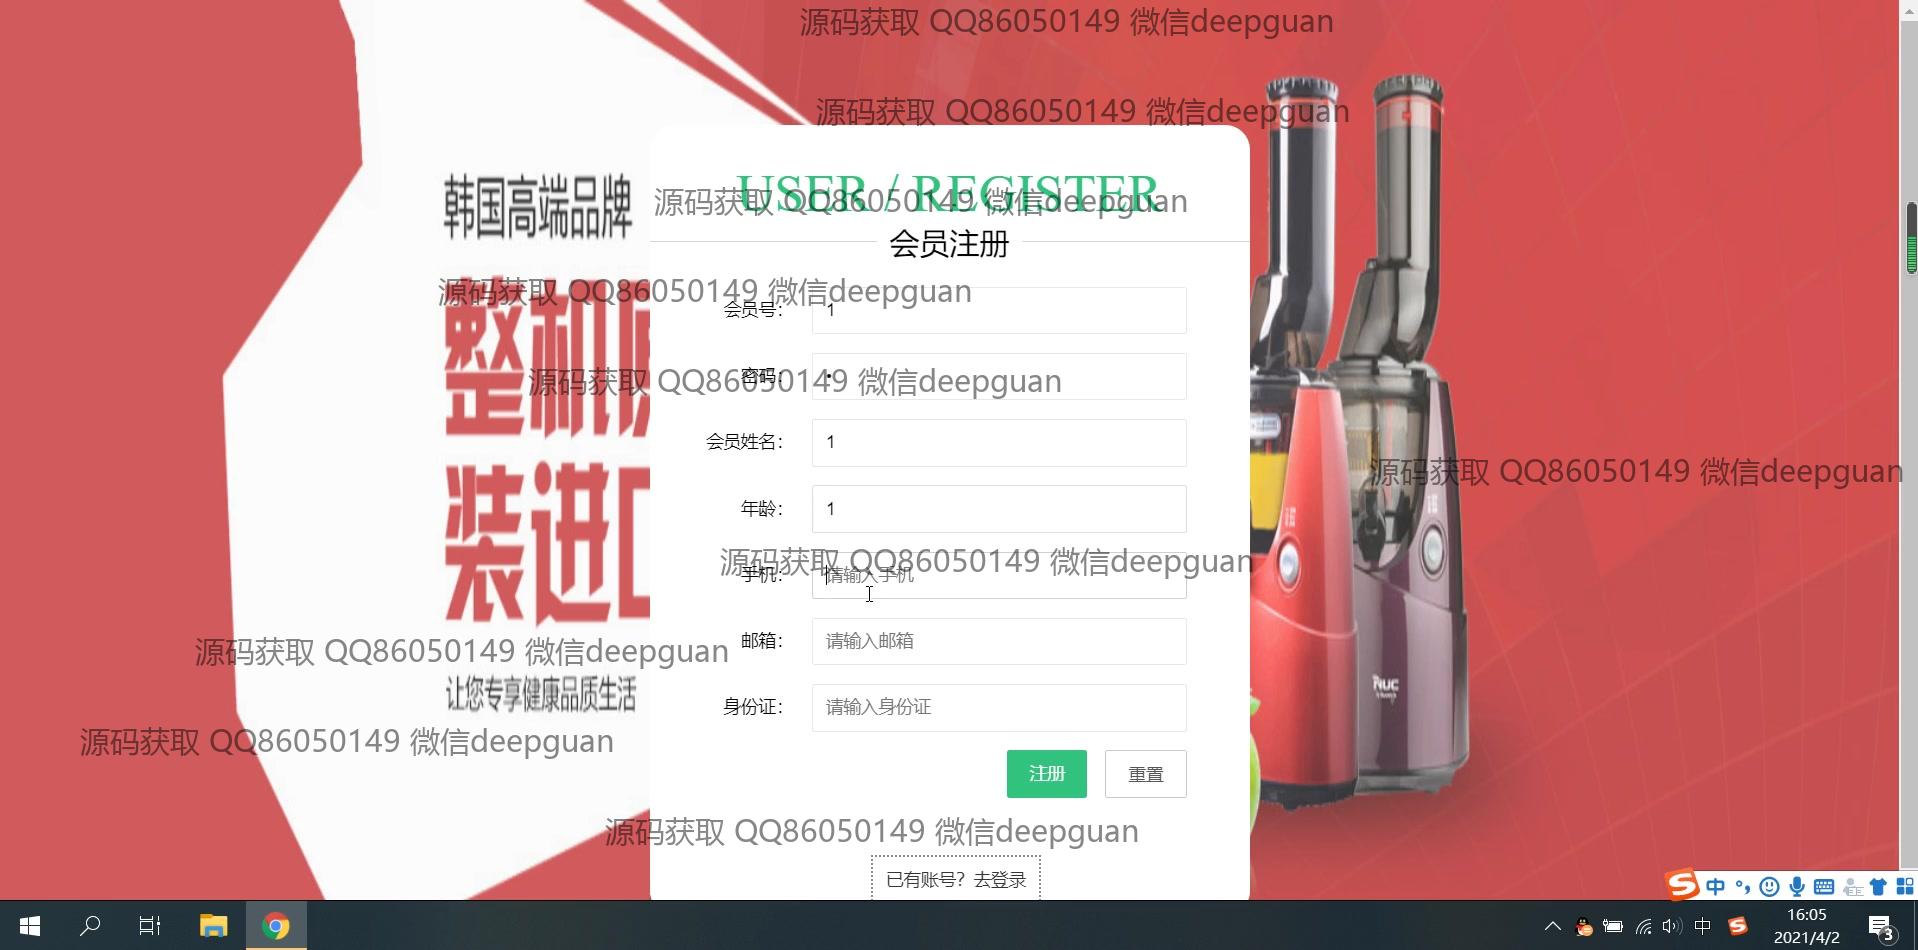 源码获取 QQ86050149 微信deepguan
源码获取 QQ86050149 微信deepguan
USER / REGISTER
源码获取 QQ86050149 微信deepguan
韩国高端品牌
会员注册
源码获取 QQ86050149 微信deepguan
会员号： 1
整机原
密码： •
源码获取 QQ86050149 微信deepguan
会员姓名： 1
源码获取 QQ86050149 微信deepguan
装进口
年龄： 1
源码获取 QQ86050149 微信deepguan
手机： 请输入手机
邮箱： 请输入邮箱
源码获取 QQ86050149 微信deepguan
让您专享健康品质生活
NUC
身份证： 请输入身份证
源码获取 QQ86050149 微信deepguan
注册 重置
源码获取 QQ86050149 微信deepguan
已有账号？去登录
中
中
16:05
2021/4/2
3